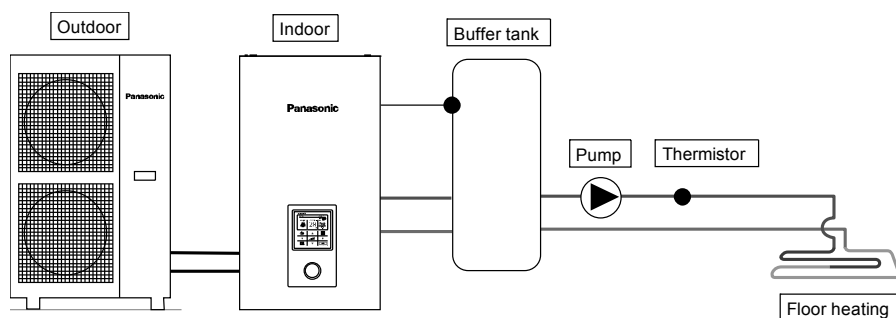 Outdoor
Indoor
Buffer tank
Panasonic
Panasonic
Pump
Thermistor
Floor heating